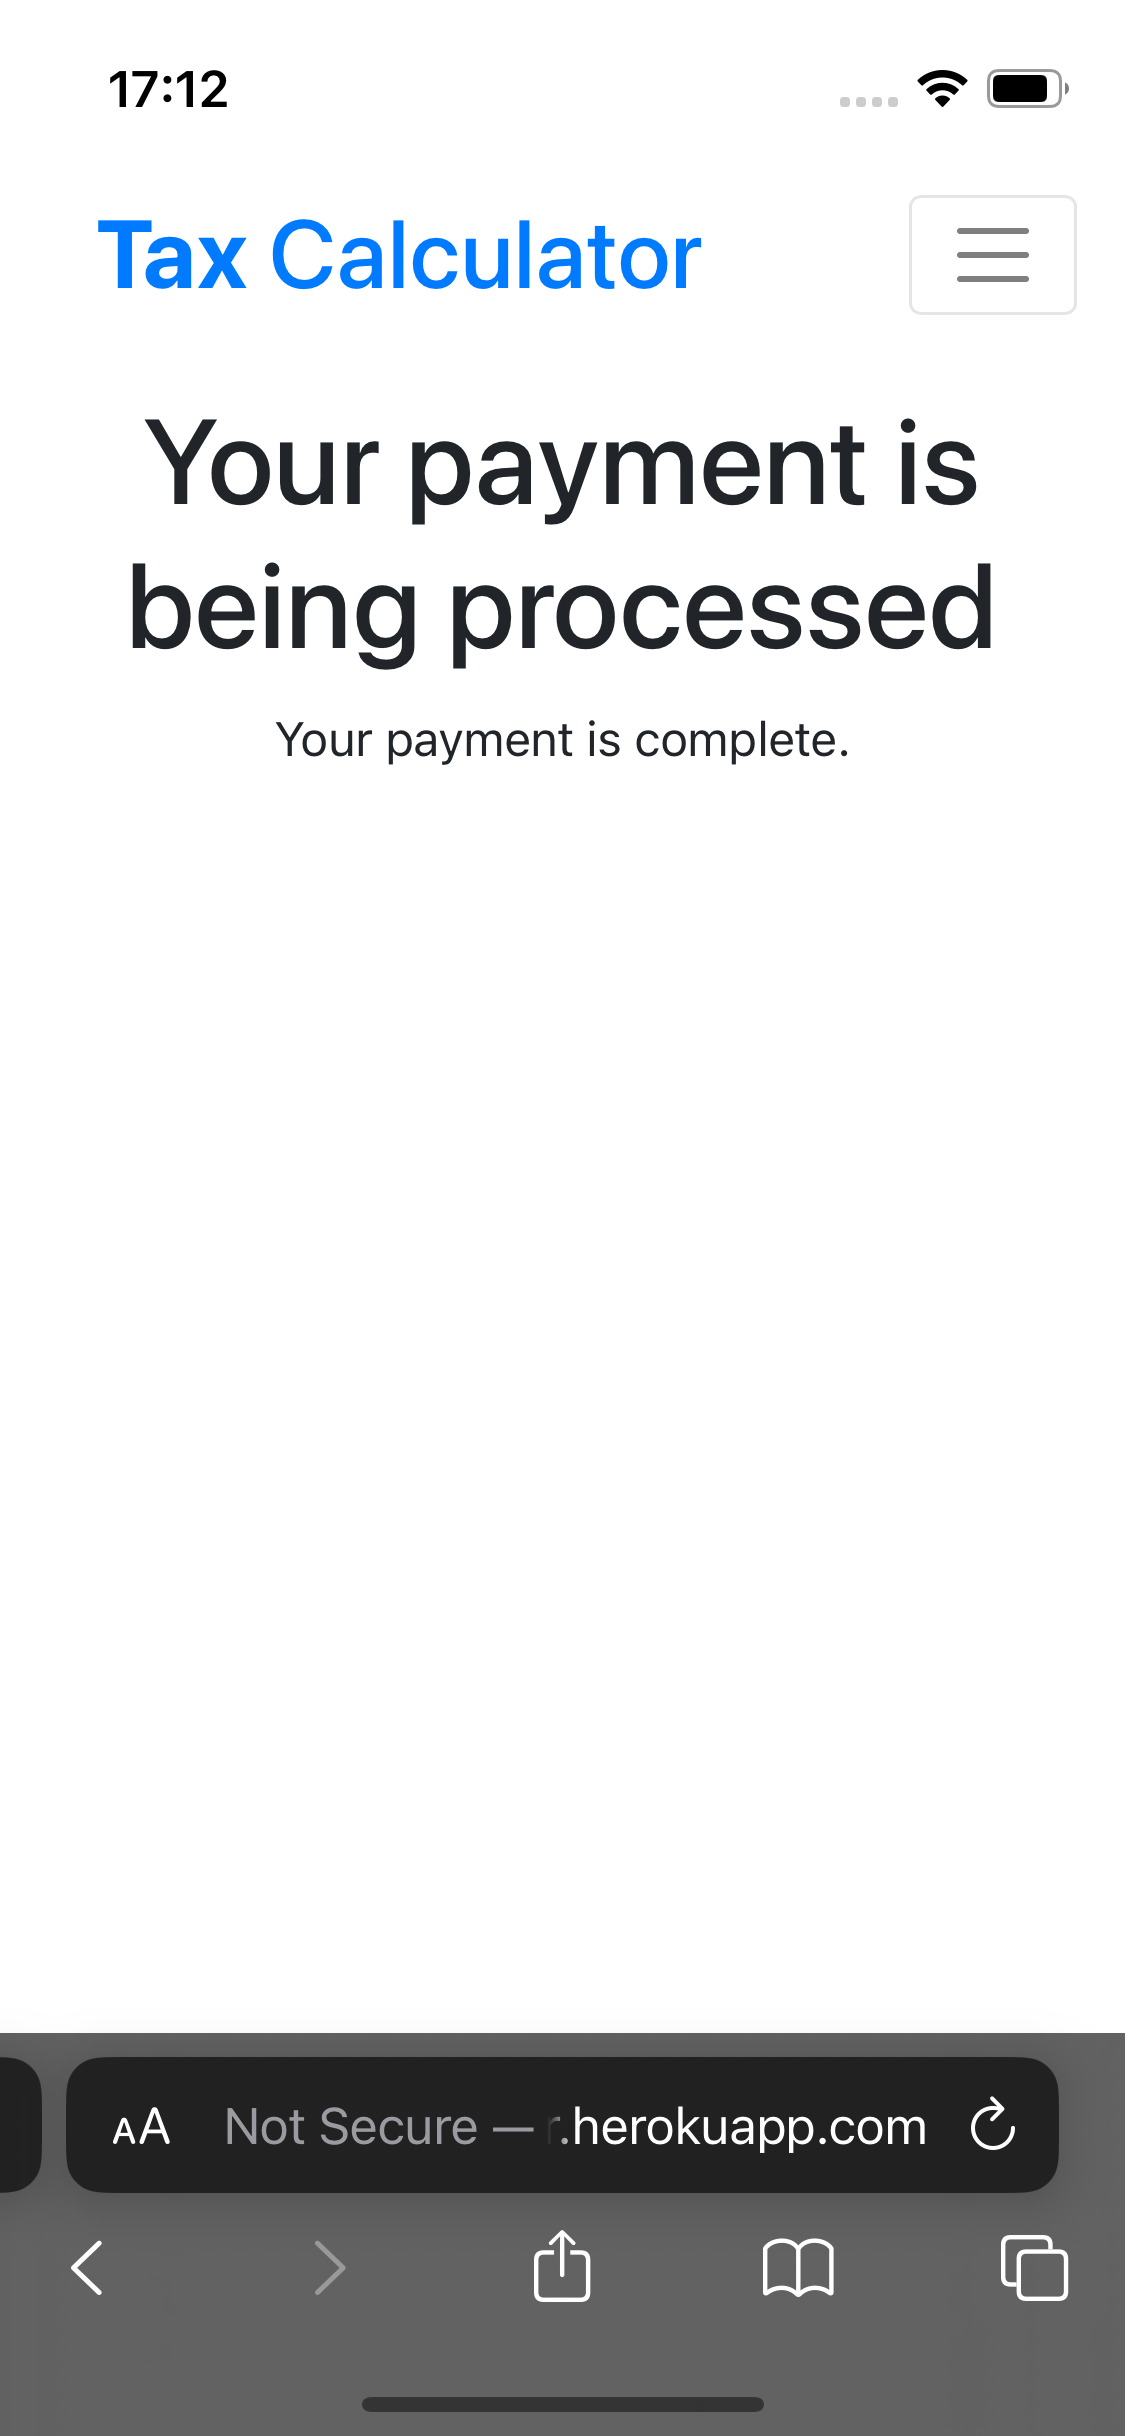 17:12
Tax Calculator
Your payment is
being processed
Your payment is complete.
AA Not Secure — r.herokuapp.com